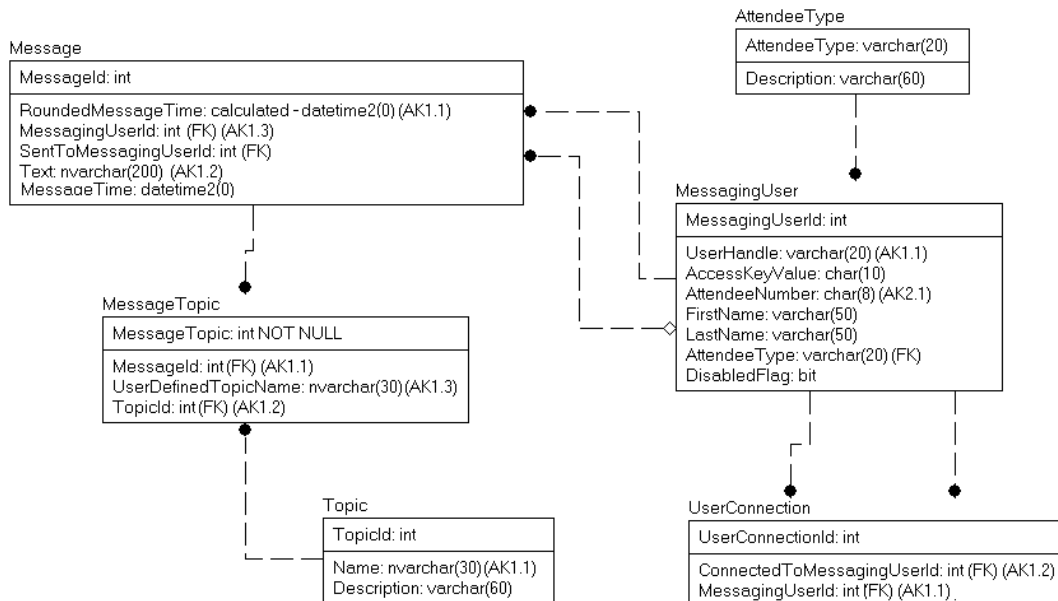 Message
MessageId: int
RoundedMessageTime: calculated - datetime2(0) (AK1.1)
MessagingUserId: int (FK) (AK1.3)
SentToMessagingUserId: int (FK)
Text: nvarchar(200) (AK1.2)
MessageTime: datetime2(0)
AttendeeType
AttendeeType: varchar(20)
Description: varchar(60)
MessagingUser
MessagingUserId: int
UserHandle: varchar(20) (AK1.1)
AccessKeyValue: char(10)
AttendeeNumber: char(8) (AK2.1)
FirstName: varchar(50)
LastName: varchar(50)
AttendeeType: varchar(20) (FK)
DisabledFlag: bit
MessageTopic
MessageTopic: int NOT NULL
MessageId: int (FK) (AK1.1)
UserDefinedTopicName: nvarchar(30) (AK1.3)
TopicId: int (FK) (AK1.2)
Topic
TopicId: int
Name: nvarchar(30) (AK1.1)
Description: varchar(60)
UserConnection
UserConnectionId: int
ConnectedToMessagingUserId: int (FK) (AK1.2)
MessagingUserId: int (FK) (AK1.1)